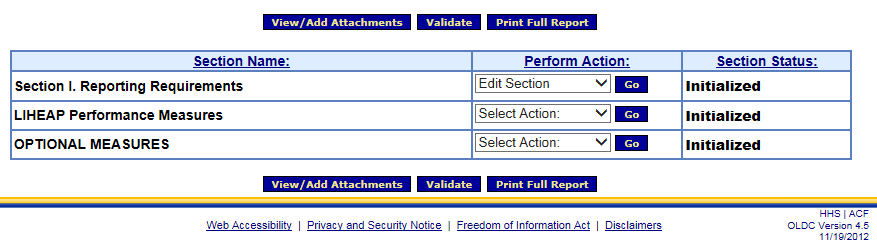 View/Add Attachments Validate Print Full Report
Section Name: Perform Action: Section Status:
Section I. Reporting Requirements Edit Section Go Initialized
LIHEAP Performance Measures Select Action: Go Initialized
OPTIONAL MEASURES Select Action: Go Initialized
View/Add Attachments Validate Print Full Report
HHS | ACF
Web Accessibility | Privacy and Security Notice | Freedom of Information Act | Disclaimers OLDC Version 4.5
11/19/2012